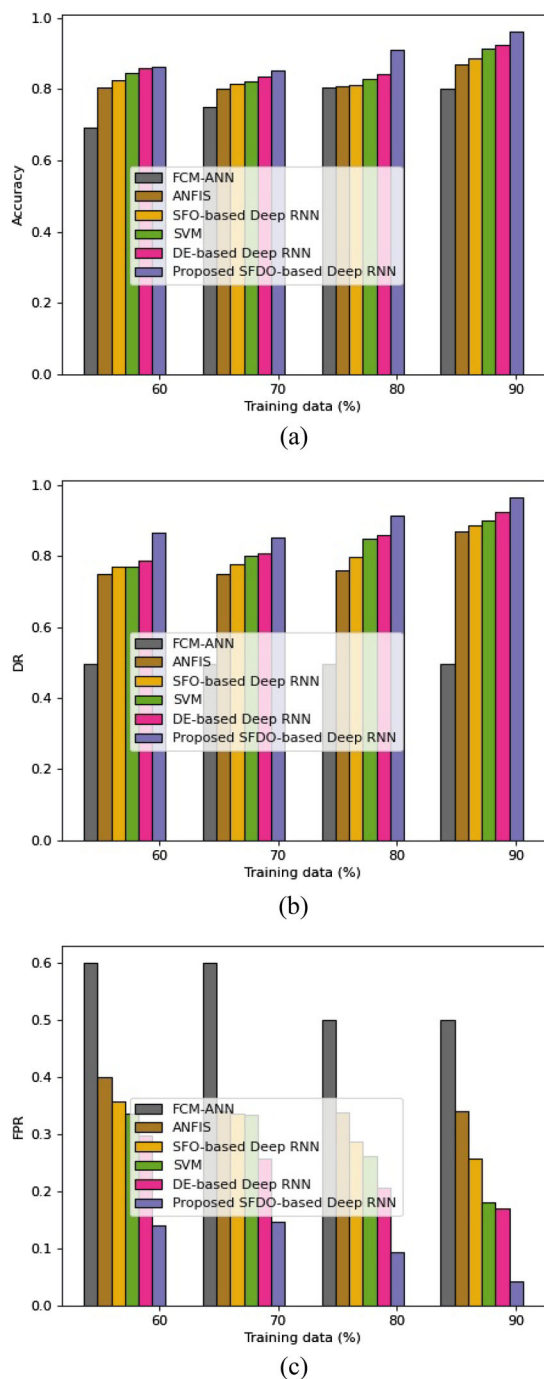 1.0
0.8
0.6
0.4
0.2
0.0
Accuracy
FCM-ANN
ANFIS
SFO-based Deep RNN
SVM
DE-based Deep RNN
Proposed SFDO-based Deep RNN
60 70 80 90
Training data (%)
(a)
1.0
0.8
0.6
0.4
0.2
0.0
DR
FCM-ANN
ANFIS
SFO-based Deep RNN
SVM
DE-based Deep RNN
Proposed SFDO-based Deep RNN
60 70 80 90
Training data (%)
(b)
0.6
0.5
0.4
0.3
0.2
0.1
0.0
FPR
FCM-ANN
ANFIS
SFO-based Deep RNN
SVM
DE-based Deep RNN
Proposed SFDO-based Deep RNN
60 70 80 90
Training data (%)
(c)